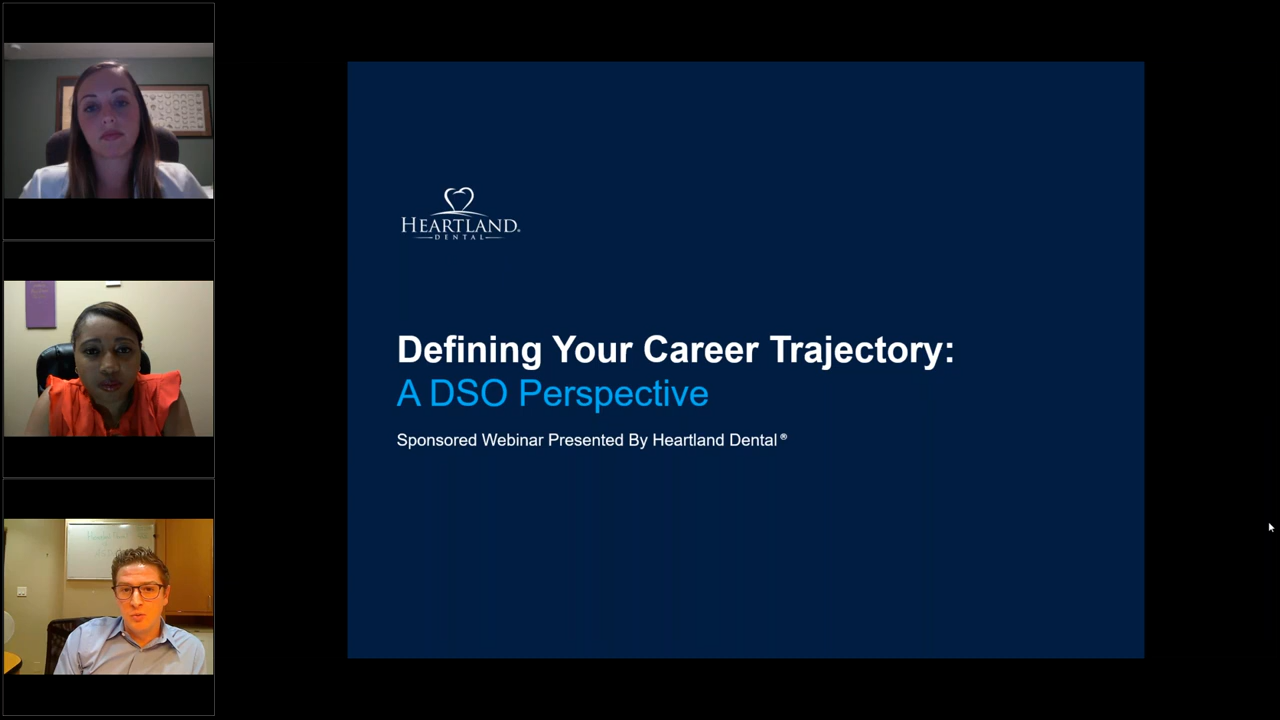 HEARTLAND®
DENTAL
Defining Your Career Trajectory:
A DSO Perspective
Sponsored Webinar Presented By Heartland Dental®